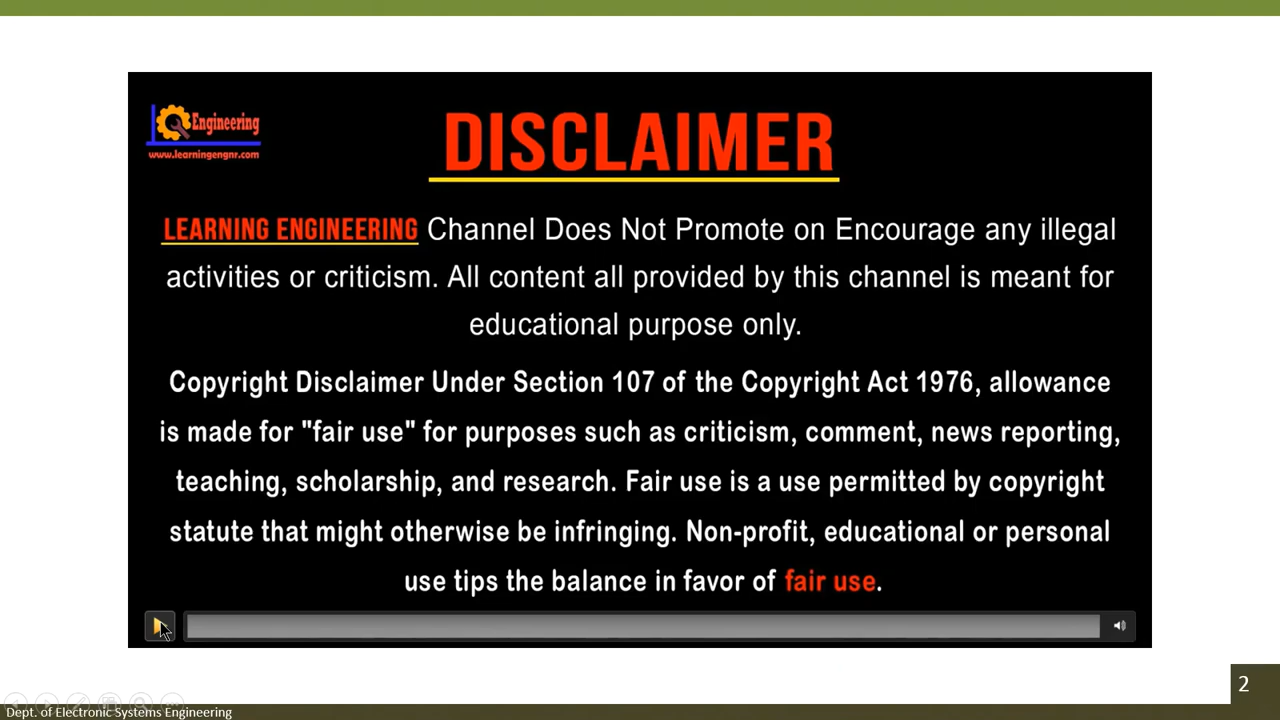 Engineering
www.learningengnr.com
DISCLAIMER
LEARNING ENGINEERING Channel Does Not Promote on Encourage any illegal
activities or criticism. All content all provided by this channel is meant for
educational purpose only.
Copyright Disclaimer Under Section 107 of the Copyright Act 1976, allowance
is made for "fair use" for purposes such as criticism, comment, news reporting,
teaching, scholarship, and research. Fair use is a use permitted by copyright
statute that might otherwise be infringing. Non-profit, educational or personal
use tips the balance in favor of fair use.
2
Dept. of Electronic Systems Engineering